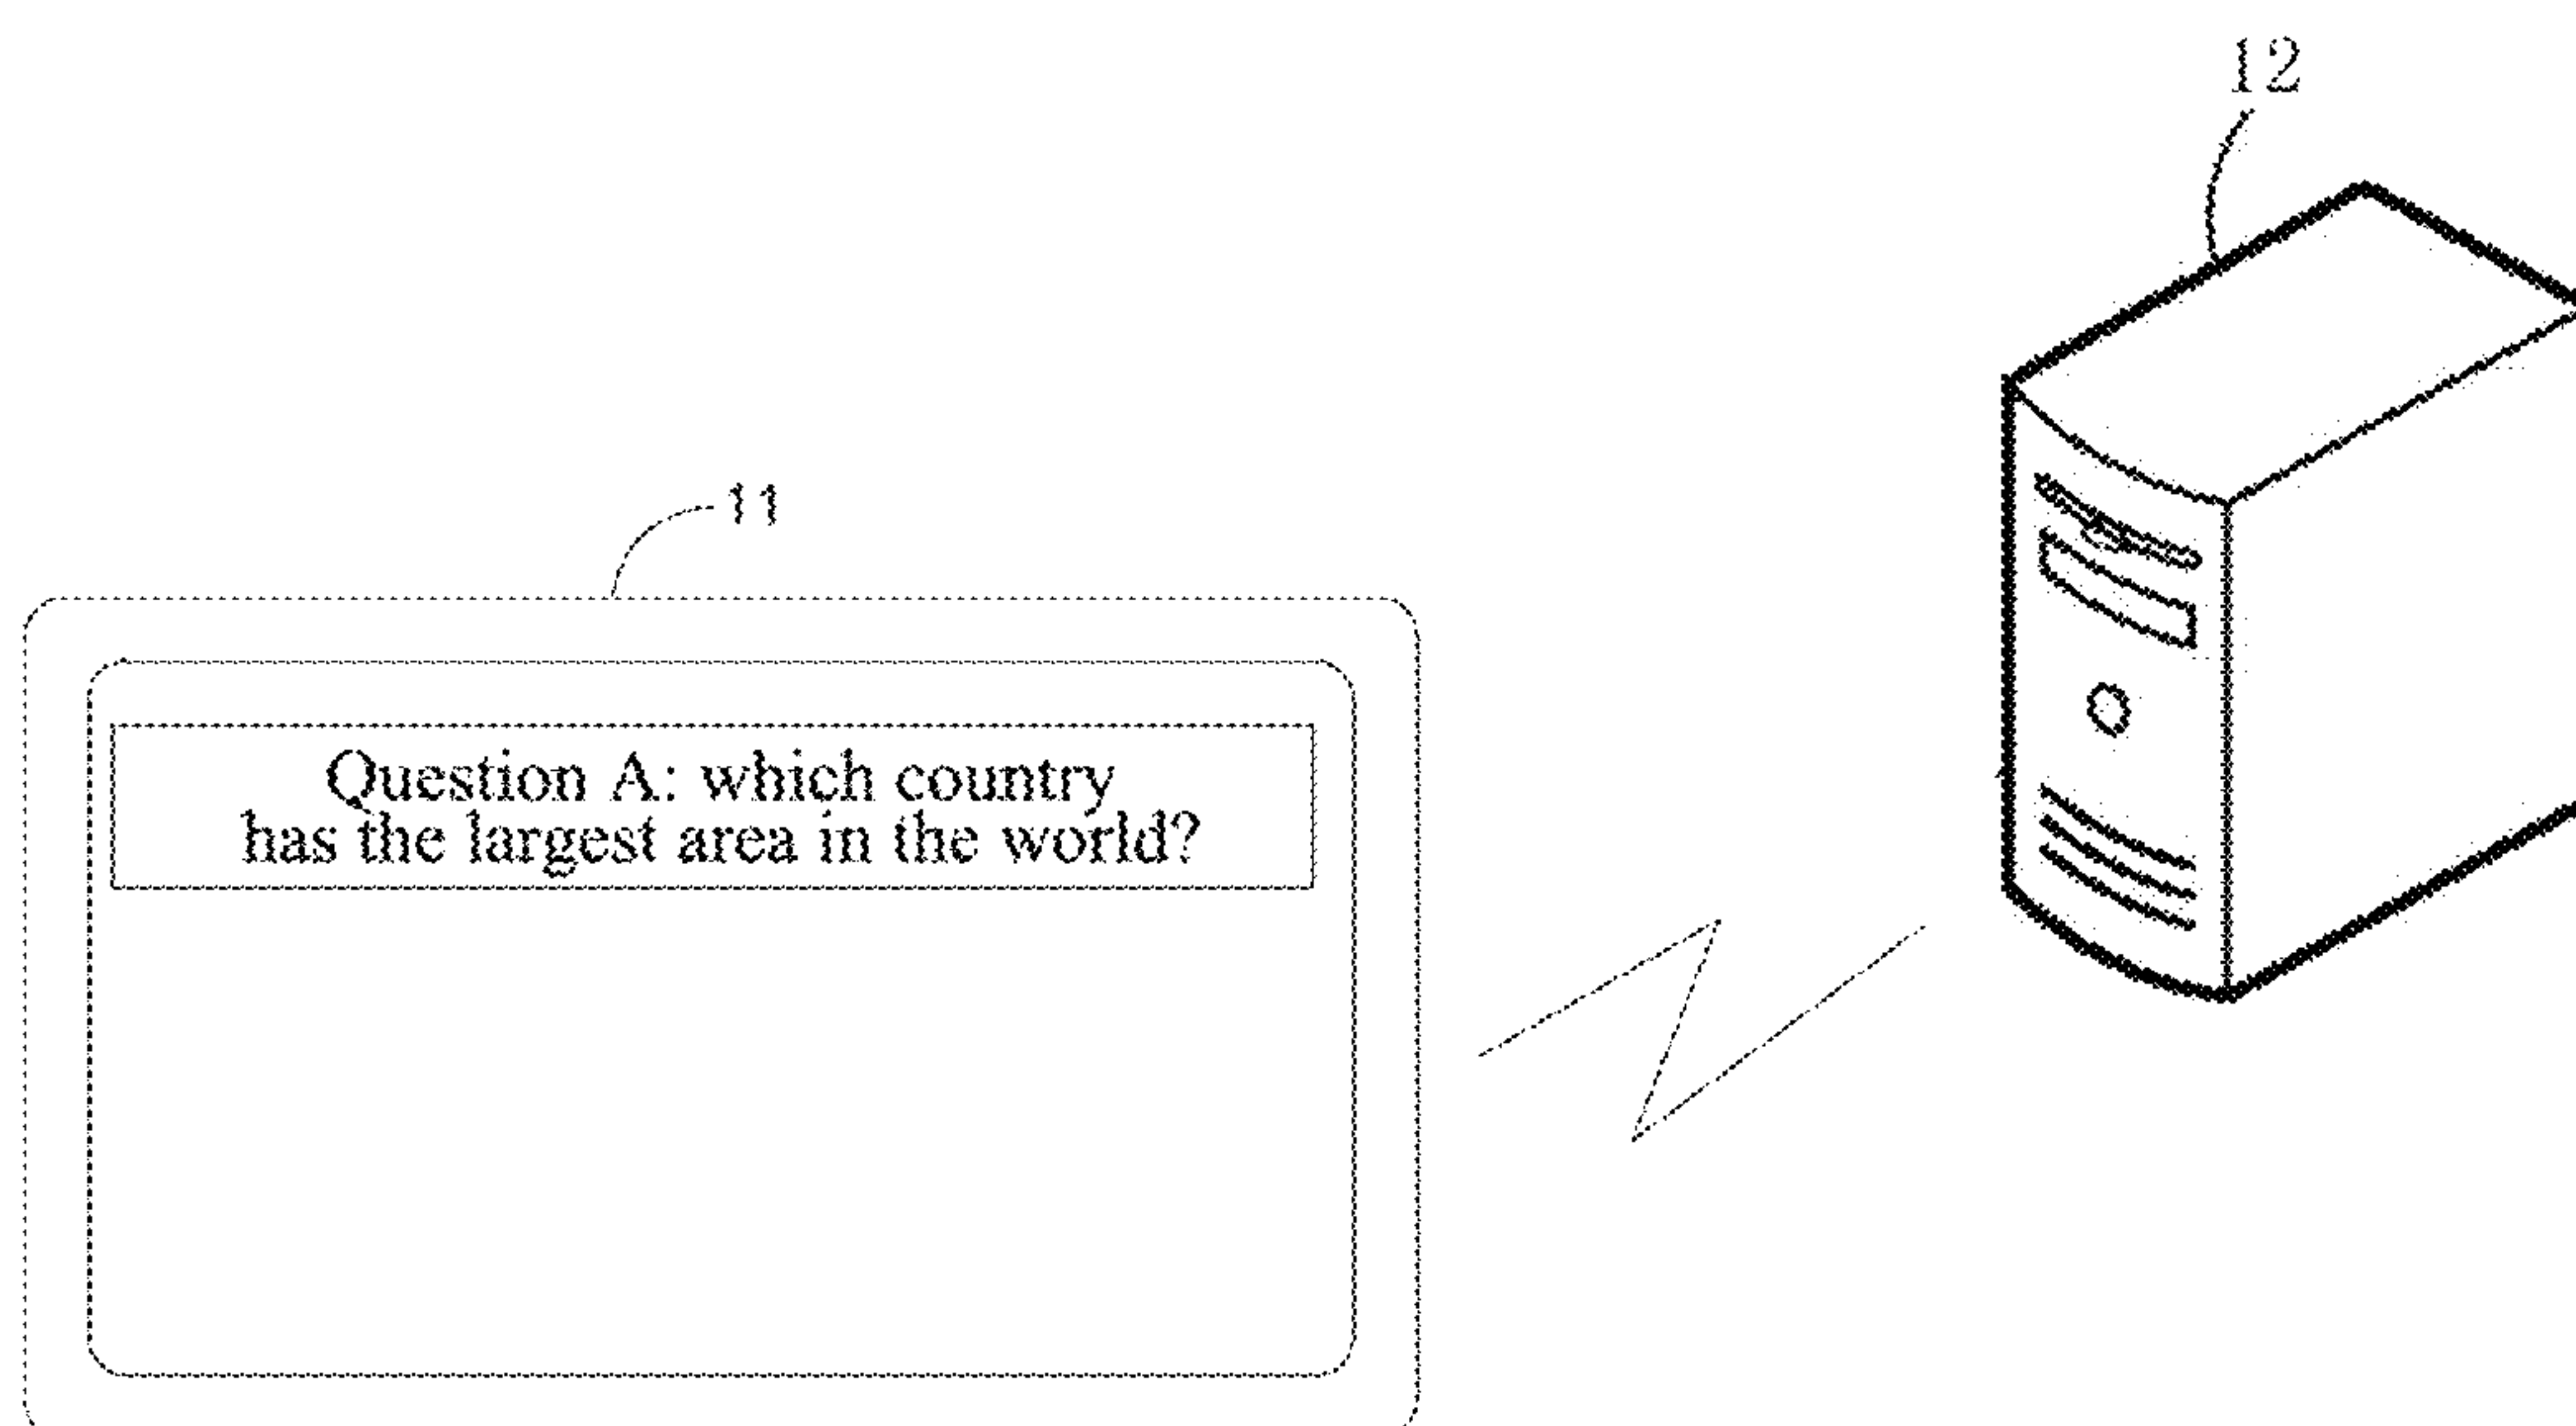 12
11
Question A: which country
has the largest area in the world?